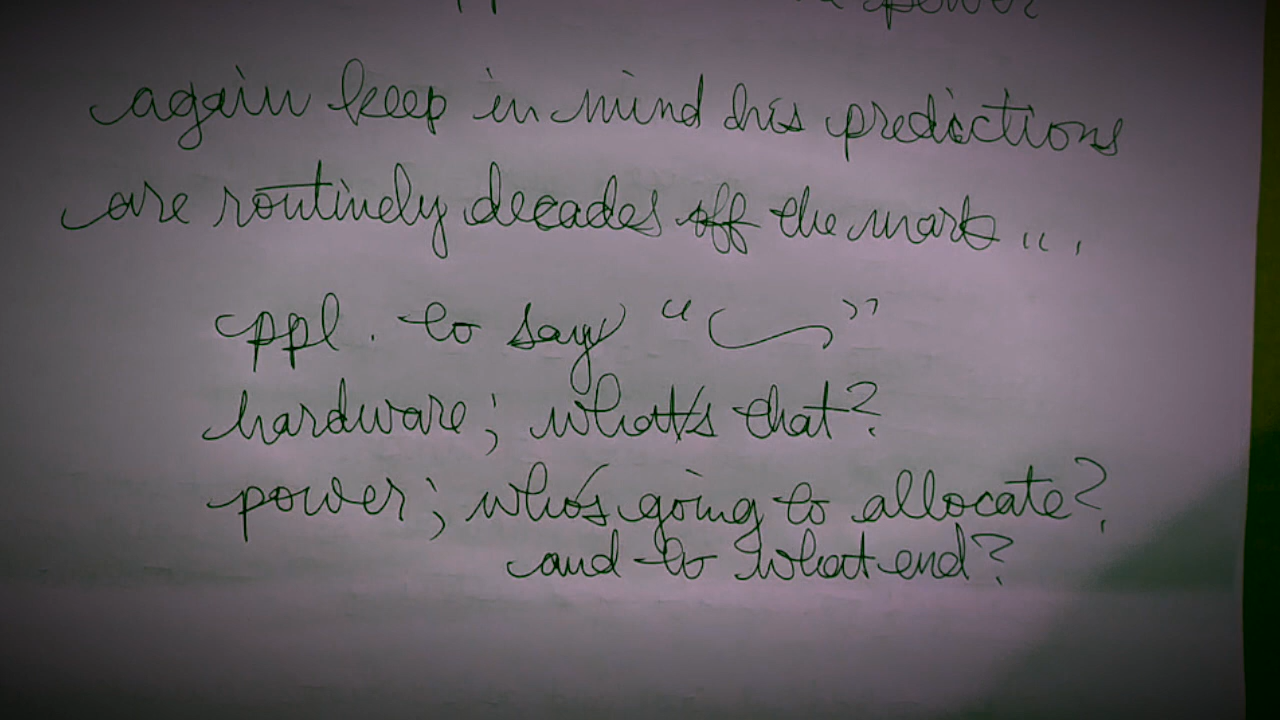 power
again keep in mind his predictions
are routinely decades off the mark...
ppl. to say " "
hardware; what's that?
power; who's going to allocate?
and to what end?